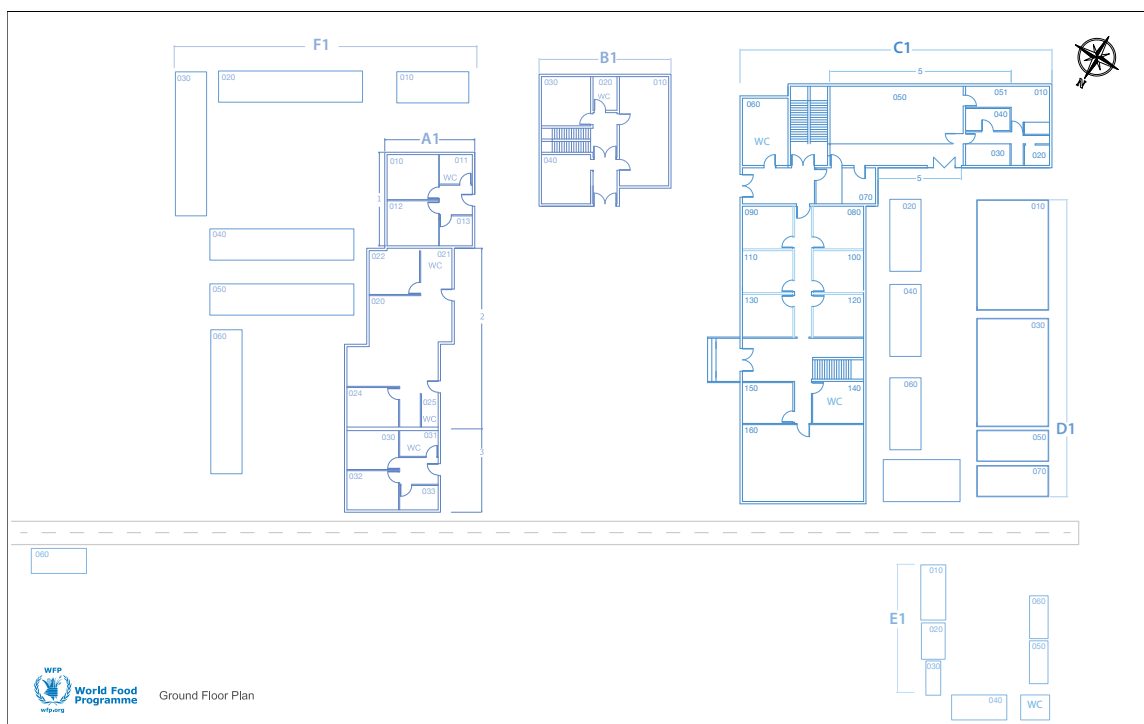 F1
B1
C1
N
030
020
010
030
020
WC
010
5
060
050
051
010
040
WC
030
020
5
070
A1
010
011
WC
1
012
013
040
040
022
021
WC
050
020
2
060
024
025
WC
030
031
WC
3
032
033
090
080
110
100
130
120
150
140
WC
160
020
010
040
030
060
050
D1
070
060
010
E1
020
060
050
030
040
WC
WFP
World Food
Programme
wfp.org
Ground Floor Plan